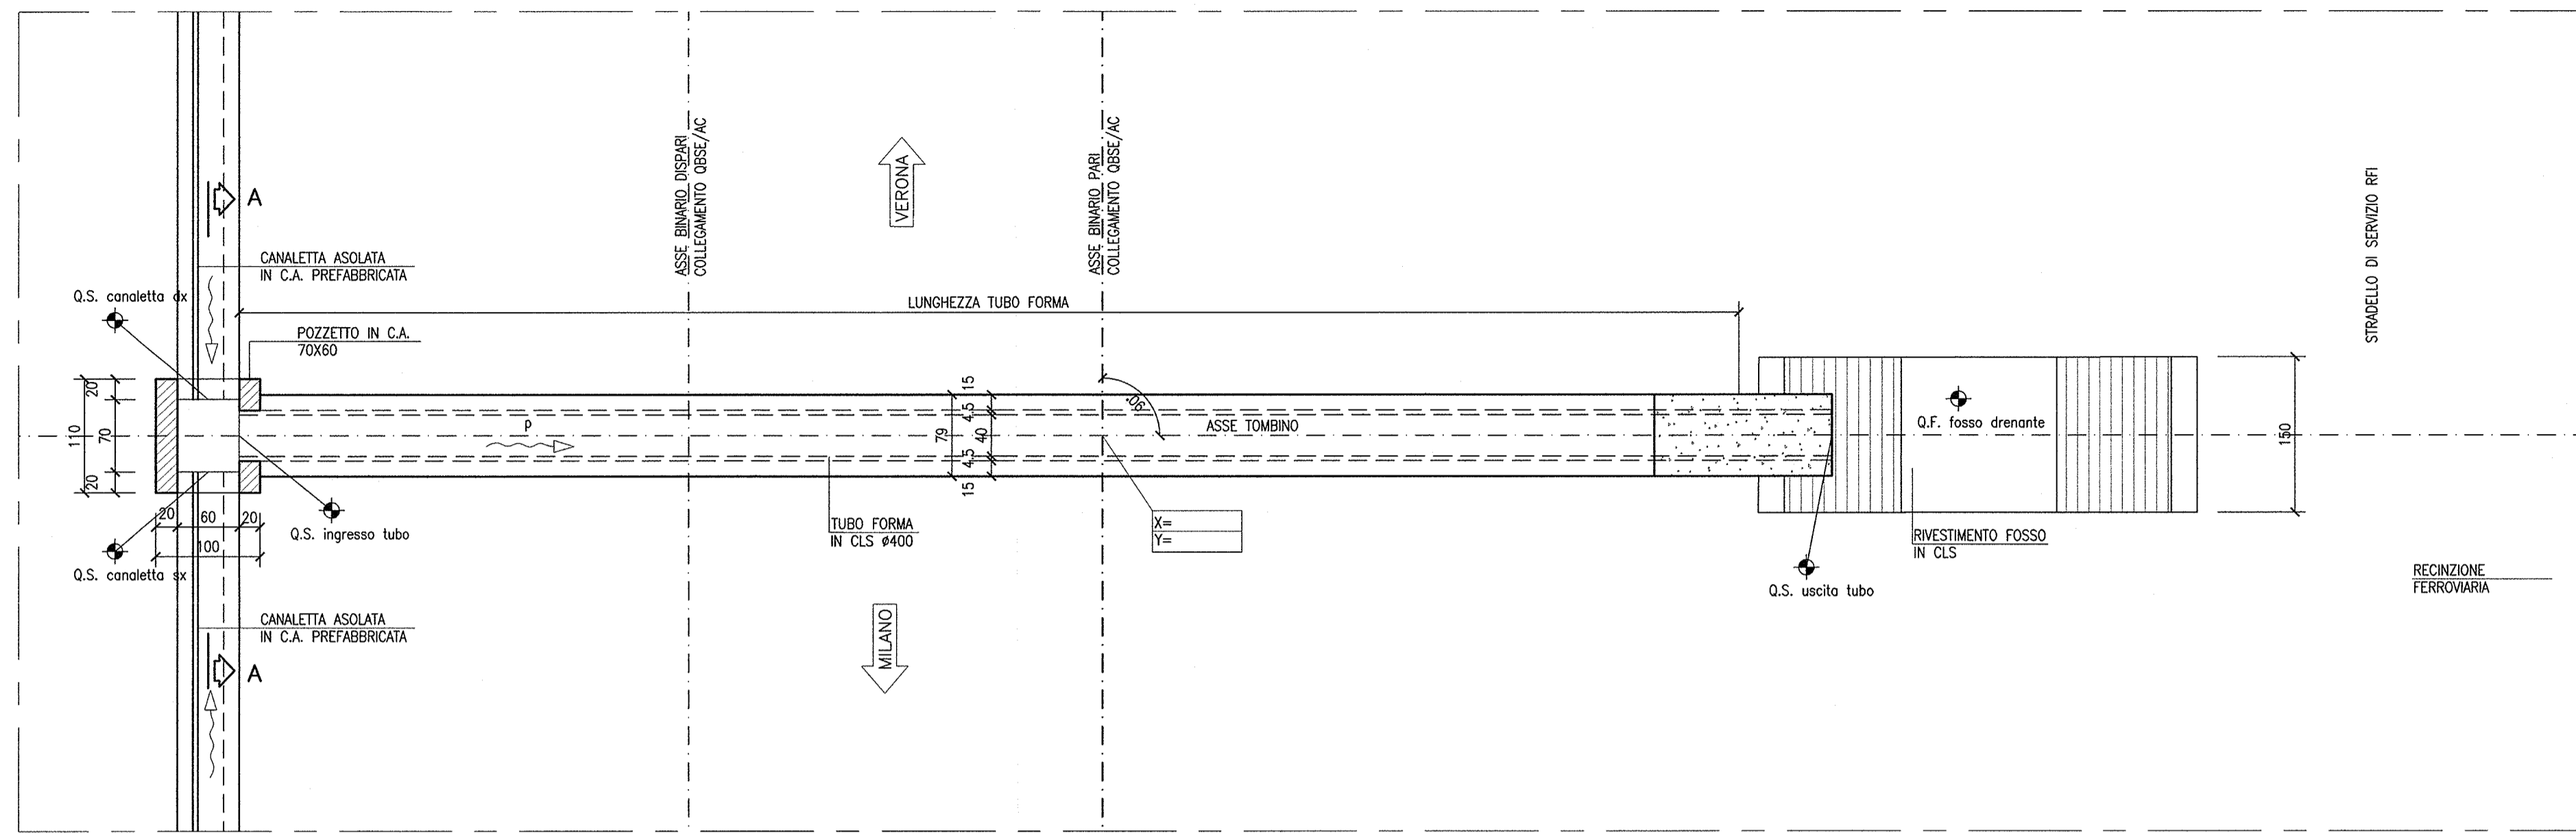 ASSE BINARIO DISPARI
COLLEGAMENTO QBSE/AC
VERONA
ASSE BINARIO PARI
COLLEGAMENTO QBSE/AC
STRADELLO DI SERVIZIO RFI
A
CANALETTA ASOLATA
IN C.A. PREFABBRICATA
Q.S. canaletta dx
LUNGHEZZA TUBO FORMA
POZZETTO IN C.A.
70X60
20
110
70
20
p
79
15
4.5
40
4.5
15
90°
ASSE TOMBINO
Q.F. fosso drenante
150
20
60
20
100
Q.S. ingresso tubo
Q.S. canaletta sx
TUBO FORMA
IN CLS ø400
X=
Y=
RIVESTIMENTO FOSSO
IN CLS
Q.S. uscita tubo
RECINZIONE
FERROVIARIA
CANALETTA ASOLATA
IN C.A. PREFABBRICATA
MILANO
A